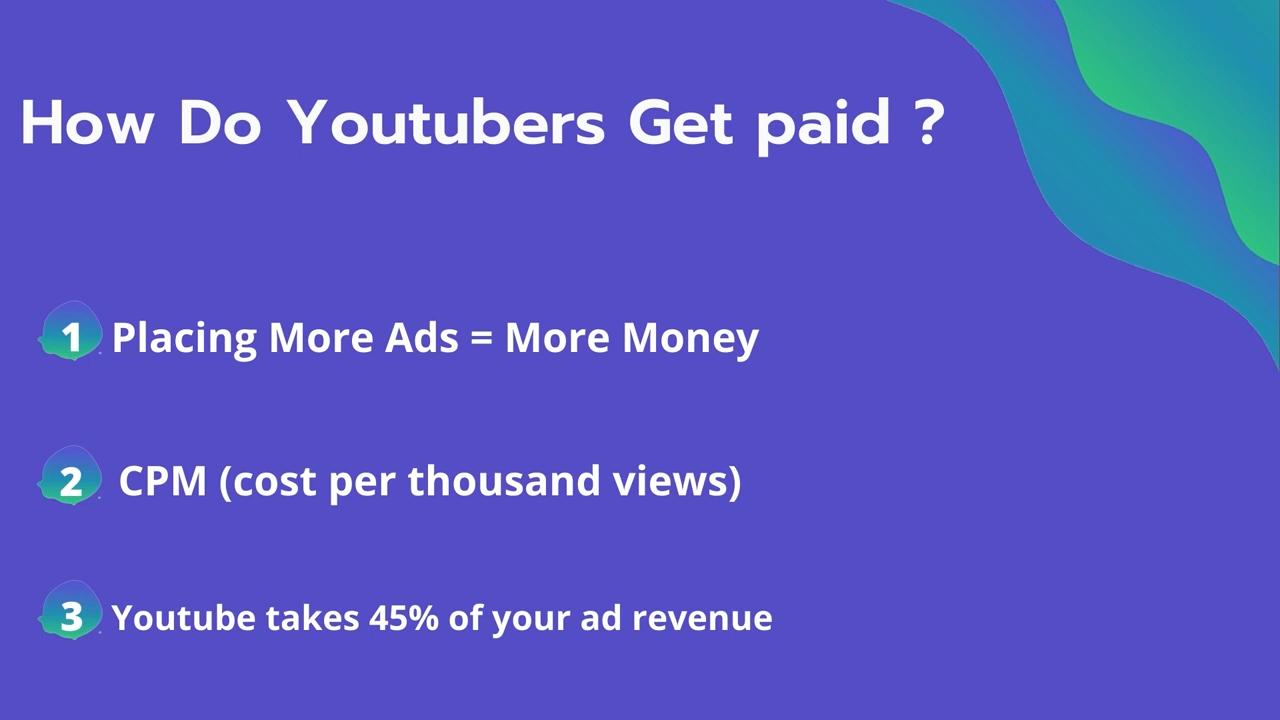 How Do Youtubers Get paid ?
1 Placing More Ads = More Money
2 CPM (cost per thousand views)
3 Youtube takes 45% of your ad revenue